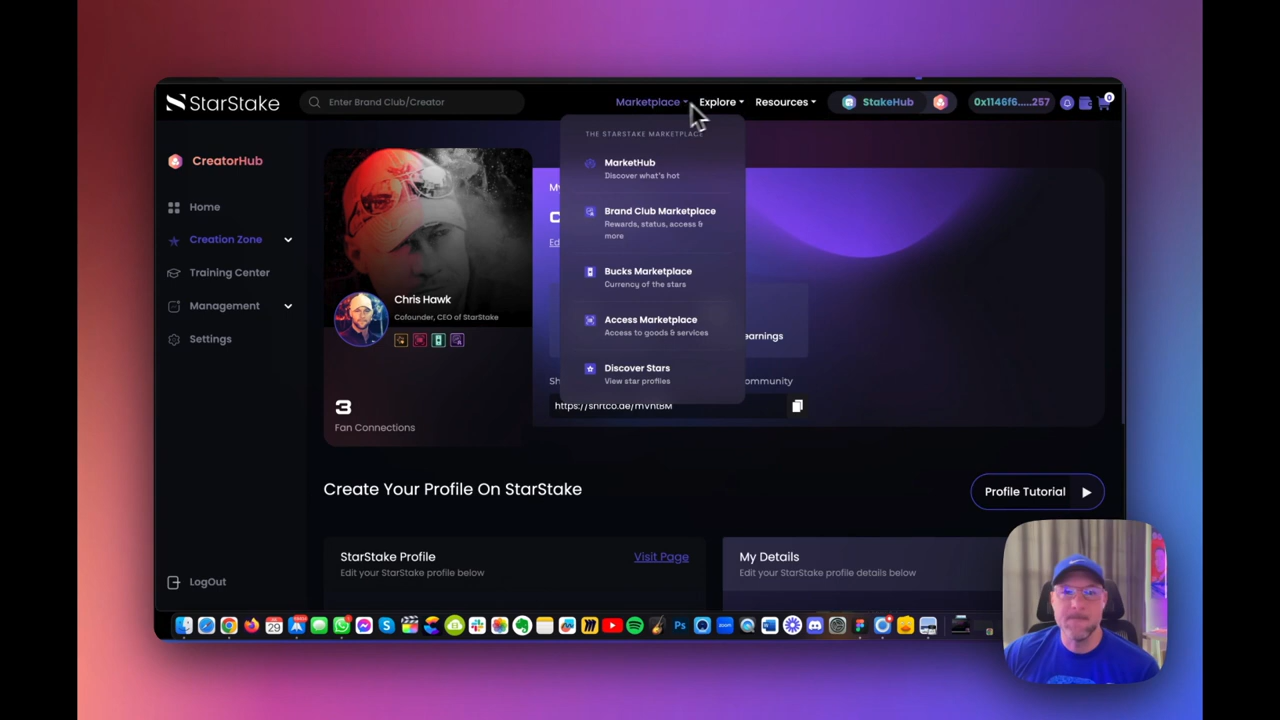 StarStake
Enter Brand Club/Creator
Marketplace
Explore
Resources
StakeHub
0x1146f6.....257
0
THE STARSTAKE MARKETPLACE
MarketHub
Discover what's hot
Brand Club Marketplace
Rewards, status, access &
more
Bucks Marketplace
Currency of the stars
Access Marketplace
Access to goods & services
Discover Stars
View star profiles
CreatorHub
Home
Creation Zone
Training Center
Management
Settings
LogOut
Chris Hawk
Cofounder, CEO of StarStake
3
Fan Connections
earnings
ommunity
Create Your Profile On StarStake
Profile Tutorial
StarStake Profile
Visit Page
Edit your StarStake profile below
My Details
Edit your StarStake profile details below
29
Ps
zoom